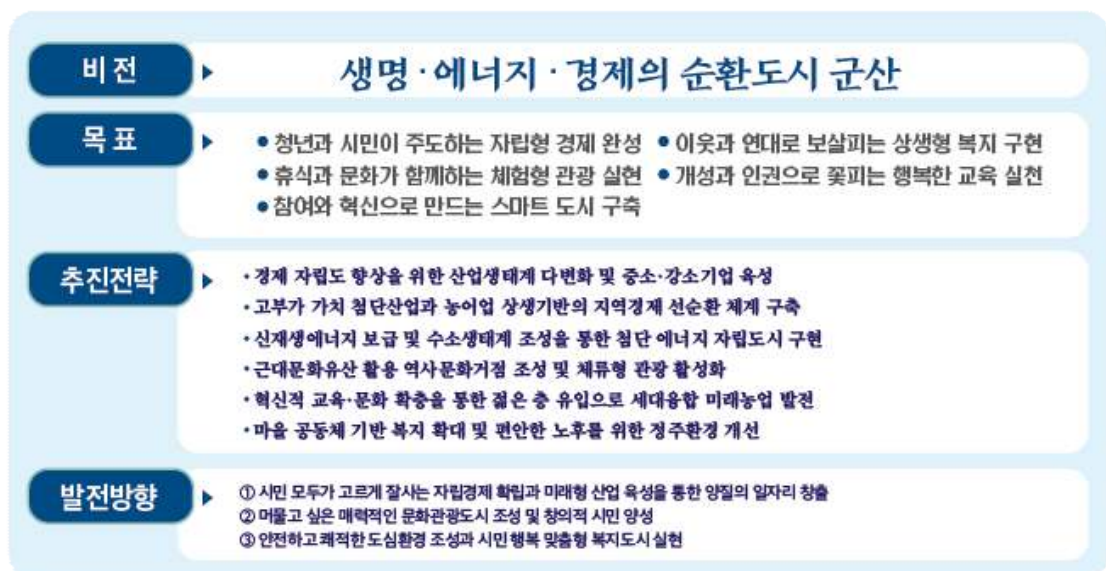 비 전
생명·에너지·경제의 순환도시 군산
목 표
● 청년과 시민이 주도하는 자립형 경제 완성 ● 이웃과 연대로 보살피는 상생형 복지 구현
● 휴식과 문화가 함께하는 체험형 관광 실현 ● 개성과 인권으로 꽃피는 행복한 교육 실천
● 참여와 혁신으로 만드는 스마트 도시 구축
추진전략
· 경제 자립도 향상을 위한 산업생태계 다변화 및 중소·강소기업 육성
· 고부가 가치 첨단산업과 농어업 상생기반의 지역경제 선순환 체계 구축
· 신재생에너지 보급 및 수소생태계 조성을 통한 첨단 에너지 자립도시 구현
· 근대문화유산 활용 역사문화거점 조성 및 체류형 관광 활성화
· 혁신적 교육·문화 확충을 통한 젊은 층 유입으로 세대융합 미래농업 발전
· 마을 공동체 기반 복지 확대 및 편안한 노후를 위한 정주환경 개선
발전방향
① 시민 모두가 고르게 잘사는 자립경제 확립과 미래형 산업 육성을 통한 양질의 일자리 창출
② 머물고 싶은 매력적인 문화관광도시 조성 및 창의적 시민 양성
③ 안전하고 쾌적한 도심환경 조성과 시민 행복 맞춤형 복지도시 실현